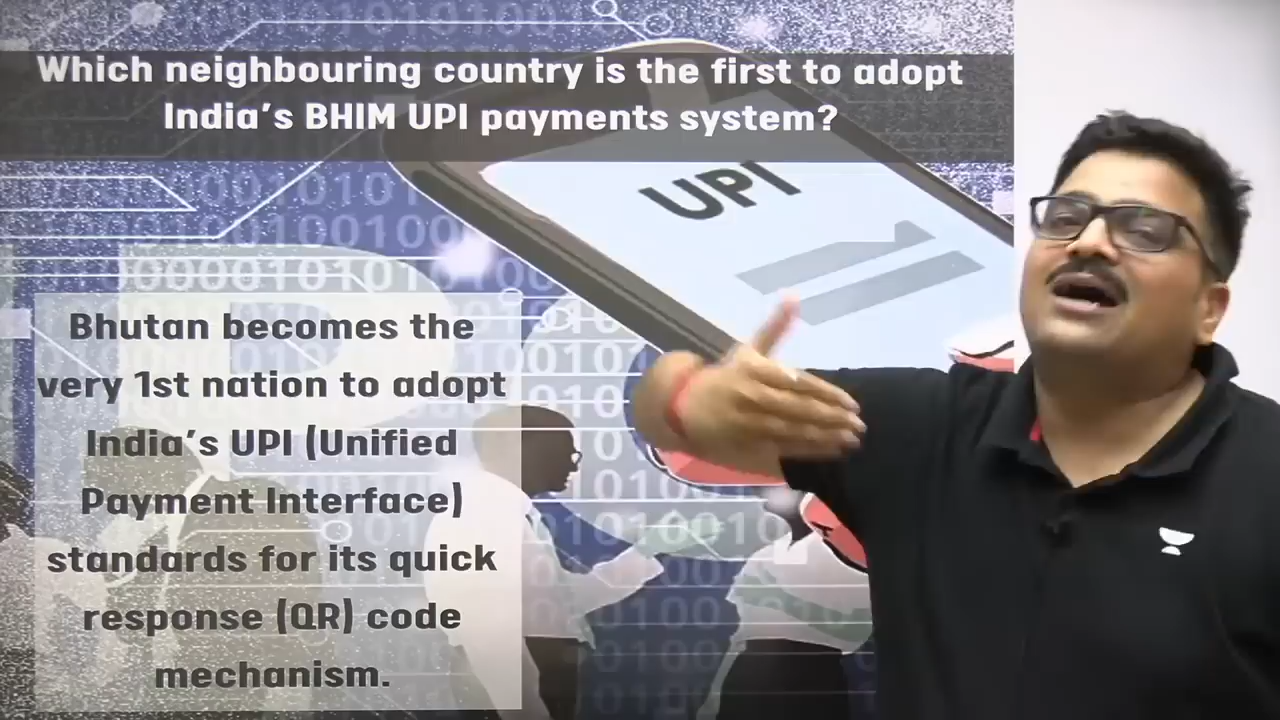 Which neighbouring country is the first to adopt
India's BHIM UPI payments system?
UPI
Bhutan becomes the
very 1st nation to adopt
India's UPI (Unified
Payment Interface)
standards for its quick
response (QR) code
mechanism.